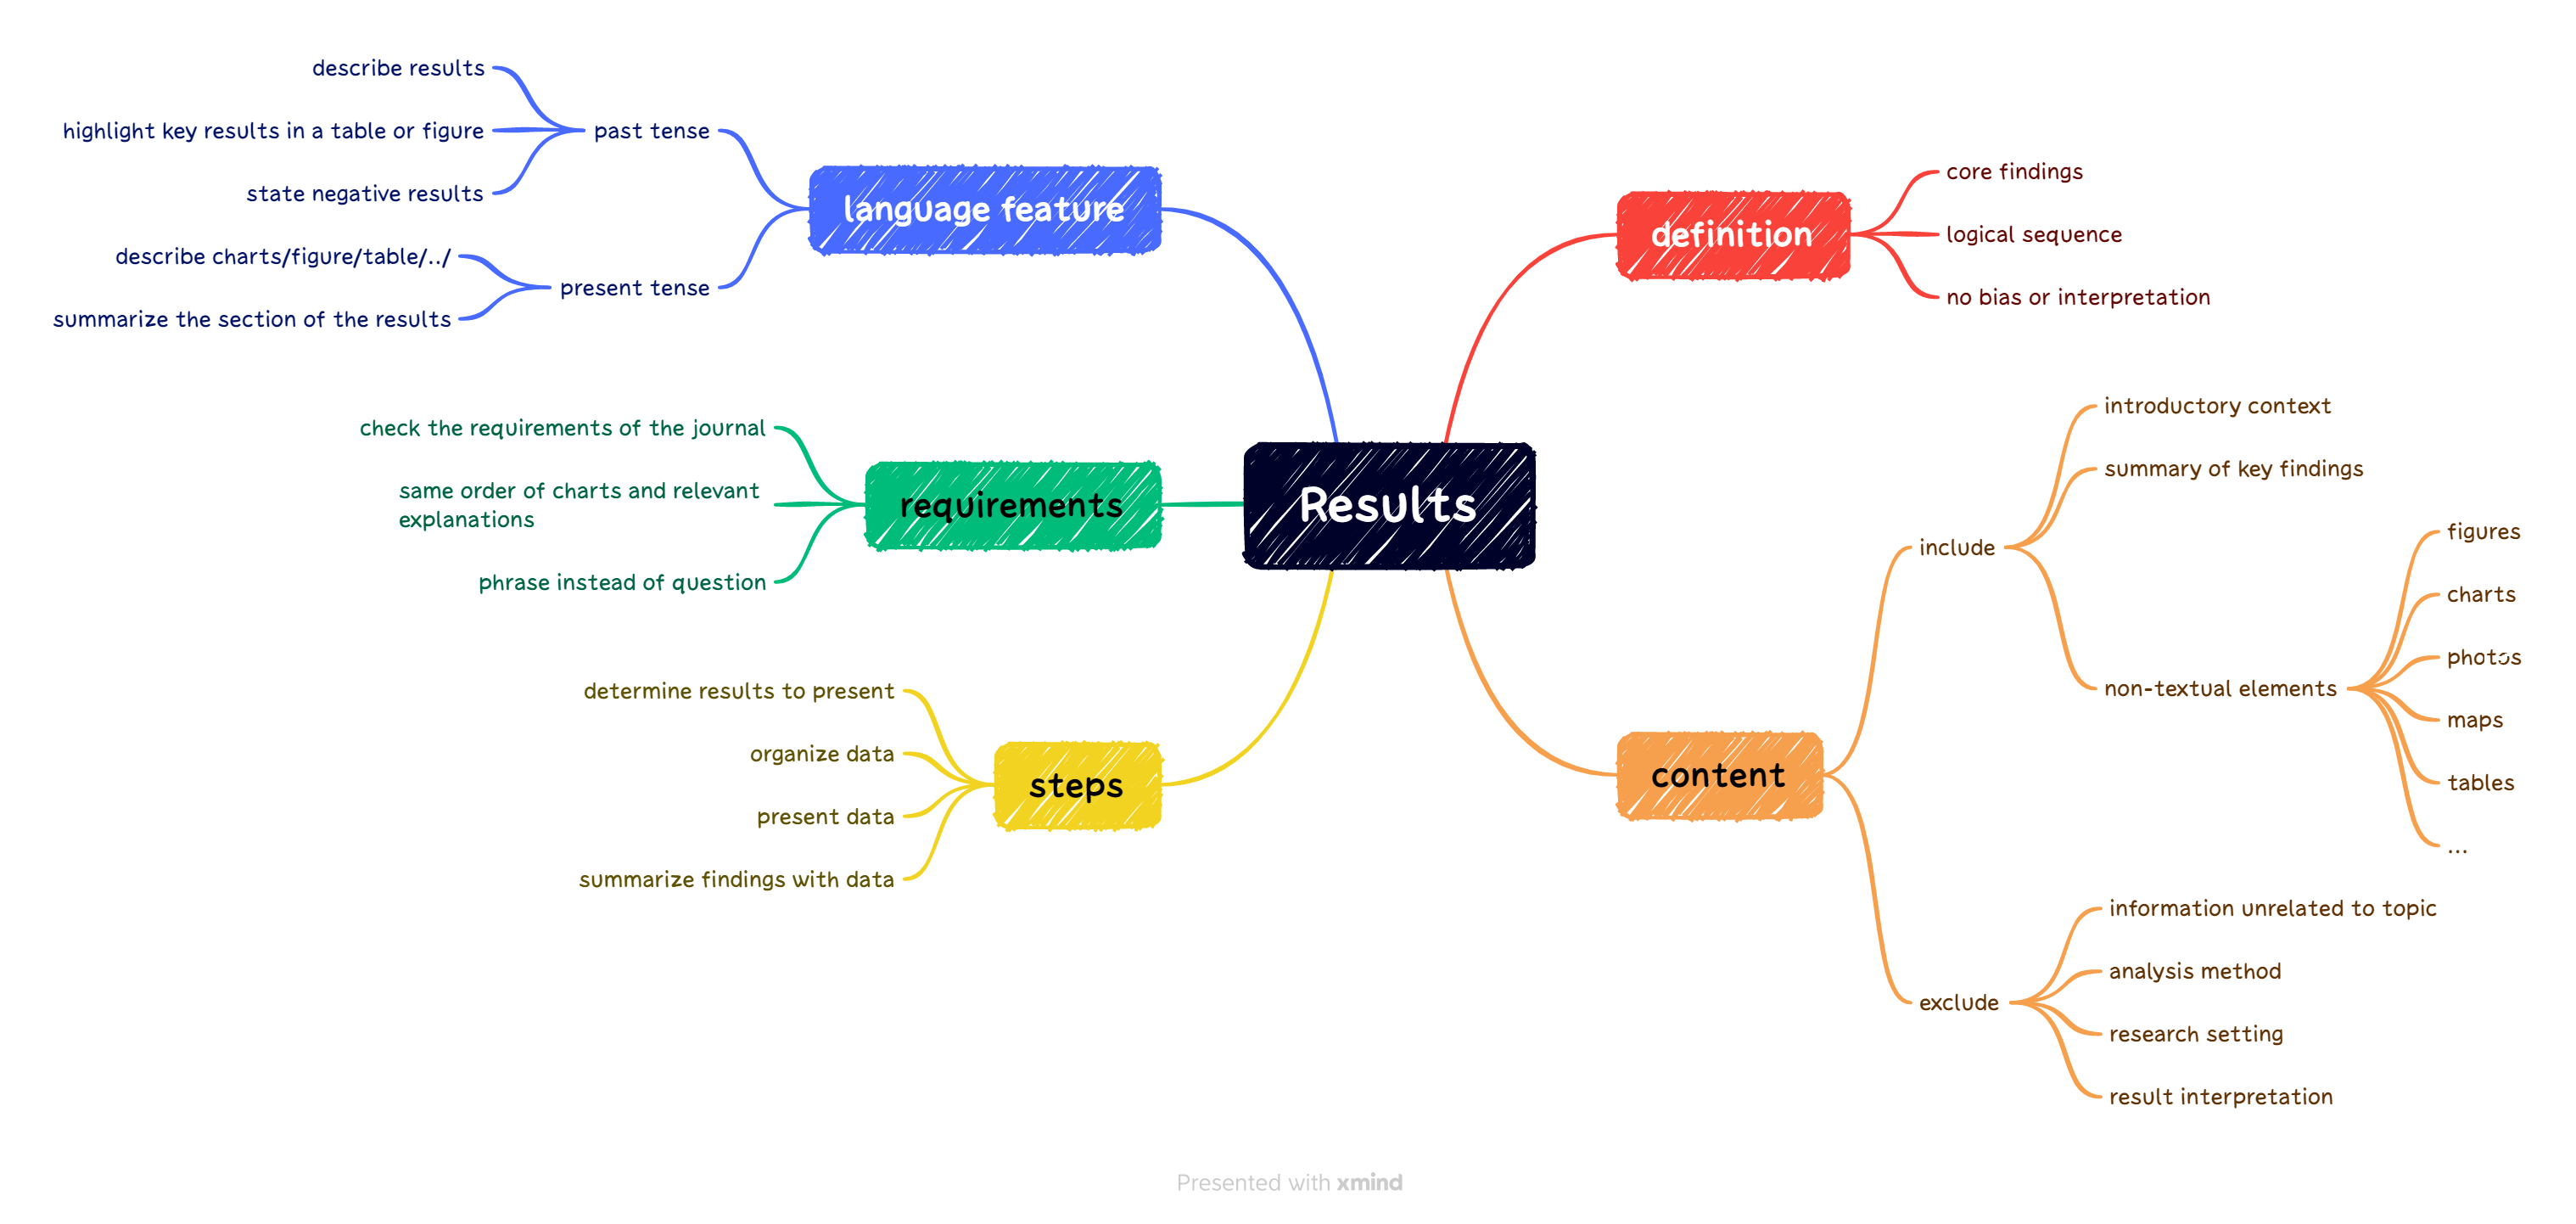 describe results
highlight key results in a table or figure
state negative results
past tense
describe charts/figure/table/../
summarize the section of the results
present tense
language feature
check the requirements of the journal
same order of charts and relevant
explanations
phrase instead of question
requirements
determine results to present
organize data
present data
summarize findings with data
steps
Results
definition
core findings
logical sequence
no bias or interpretation
content
include
introductory context
summary of key findings
non-textual elements
figures
charts
photos
maps
tables
...
exclude
information unrelated to topic
analysis method
research setting
result interpretation
Presented with xmind